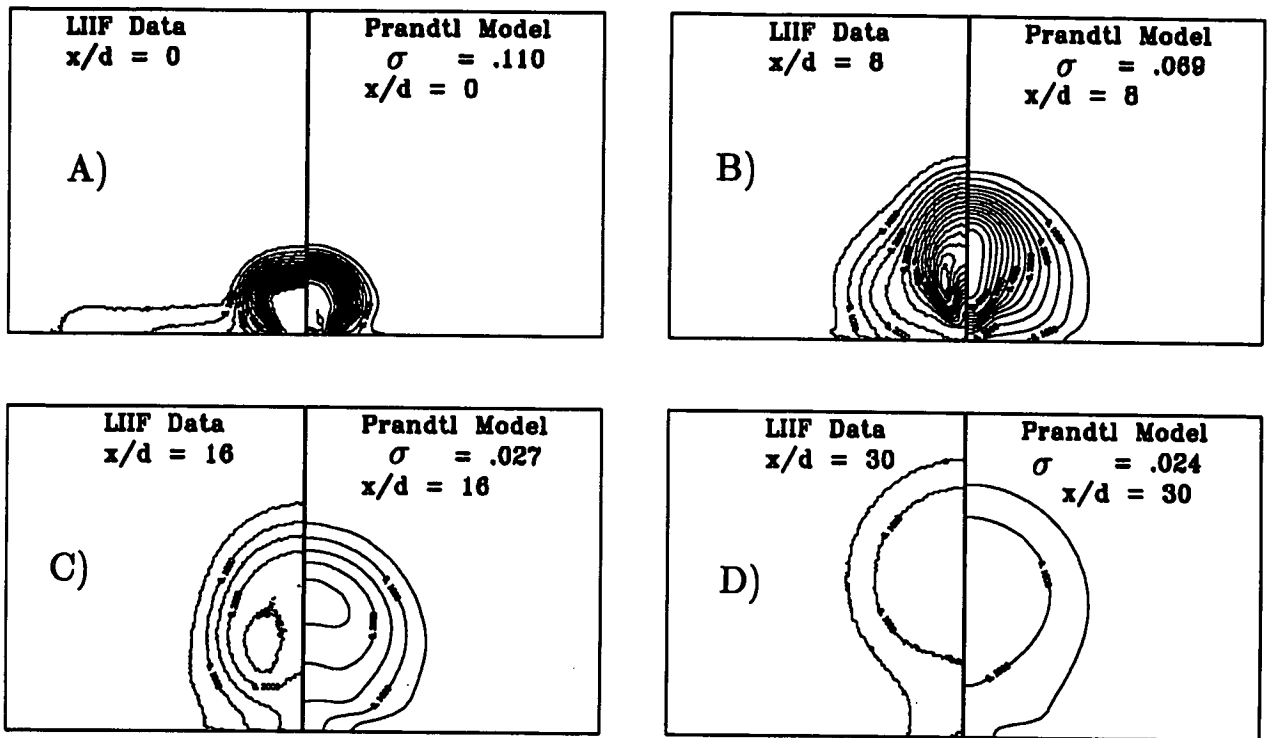 LIIF Data
x/d = 0
Prandtl Model
σ = .110
x/d = 0
A)
LIIF Data
x/d = 8
Prandtl Model
σ = .069
x/d = 8
B)
LIIF Data
x/d = 16
Prandtl Model
σ = .027
x/d = 16
C)
LIIF Data
x/d = 30
Prandtl Model
σ = .024
x/d = 30
D)